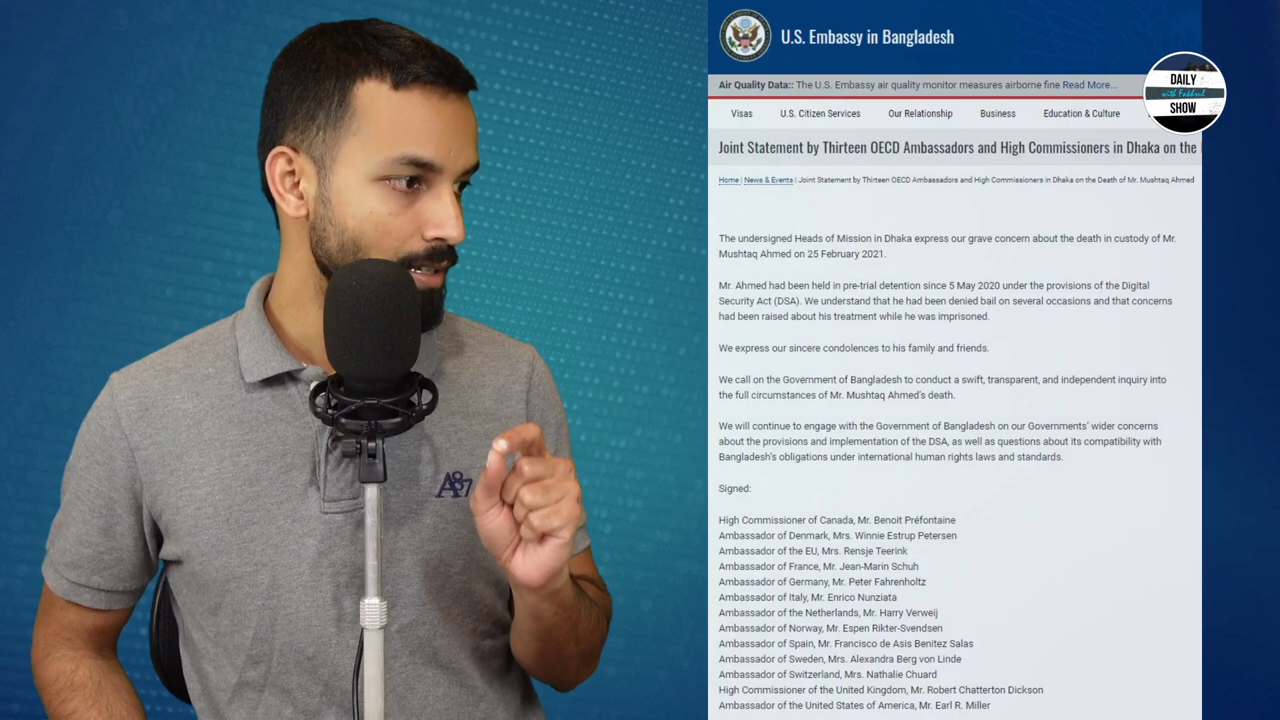 U.S. Embassy in Bangladesh
Air Quality Data:: The U.S. Embassy air quality monitor measures airborne fine Read More...
DAILY
with Fakhrul
SHOW
Visas U.S. Citizen Services Our Relationship Business Education & Culture
Joint Statement by Thirteen OECD Ambassadors and High Commissioners in Dhaka on the
Home | News & Events | Joint Statement by Thirteen OECD Ambassadors and High Commissioners in Dhaka on the Death of Mr. Mushtaq Ahmed
The undersigned Heads of Mission in Dhaka express our grave concern about the death in custody of Mr.
Mushtaq Ahmed on 25 February 2021.
Mr. Ahmed had been held in pre-trial detention since 5 May 2020 under the provisions of the Digital
Security Act (DSA). We understand that he had been denied bail on several occasions and that concerns
had been raised about his treatment while he was imprisoned.
We express our sincere condolences to his family and friends.
We call on the Government of Bangladesh to conduct a swift, transparent, and independent inquiry into
the full circumstances of Mr. Mushtaq Ahmed's death.
We will continue to engage with the Government of Bangladesh on our Governments' wider concerns
about the provisions and implementation of the DSA, as well as questions about its compatibility with
Bangladesh's obligations under international human rights laws and standards.
Signed:
High Commissioner of Canada, Mr. Benoit Préfontaine
Ambassador of Denmark, Mrs. Winnie Estrup Petersen
Ambassador of the EU, Mrs. Rensje Teerink
Ambassador of France, Mr. Jean-Marin Schuh
Ambassador of Germany, Mr. Peter Fahrenholtz
Ambassador of Italy, Mr. Enrico Nunziata
Ambassador of the Netherlands, Mr. Harry Verweij
Ambassador of Norway, Mr. Espen Rikter-Svendsen
Ambassador of Spain, Mr. Francisco de Asis Benitez Salas
Ambassador of Sweden, Mrs. Alexandra Berg von Linde
Ambassador of Switzerland, Mrs. Nathalie Chuard
High Commissioner of the United Kingdom, Mr. Robert Chatterton Dickson
Ambassador of the United States of America, Mr. Earl R. Miller
A87